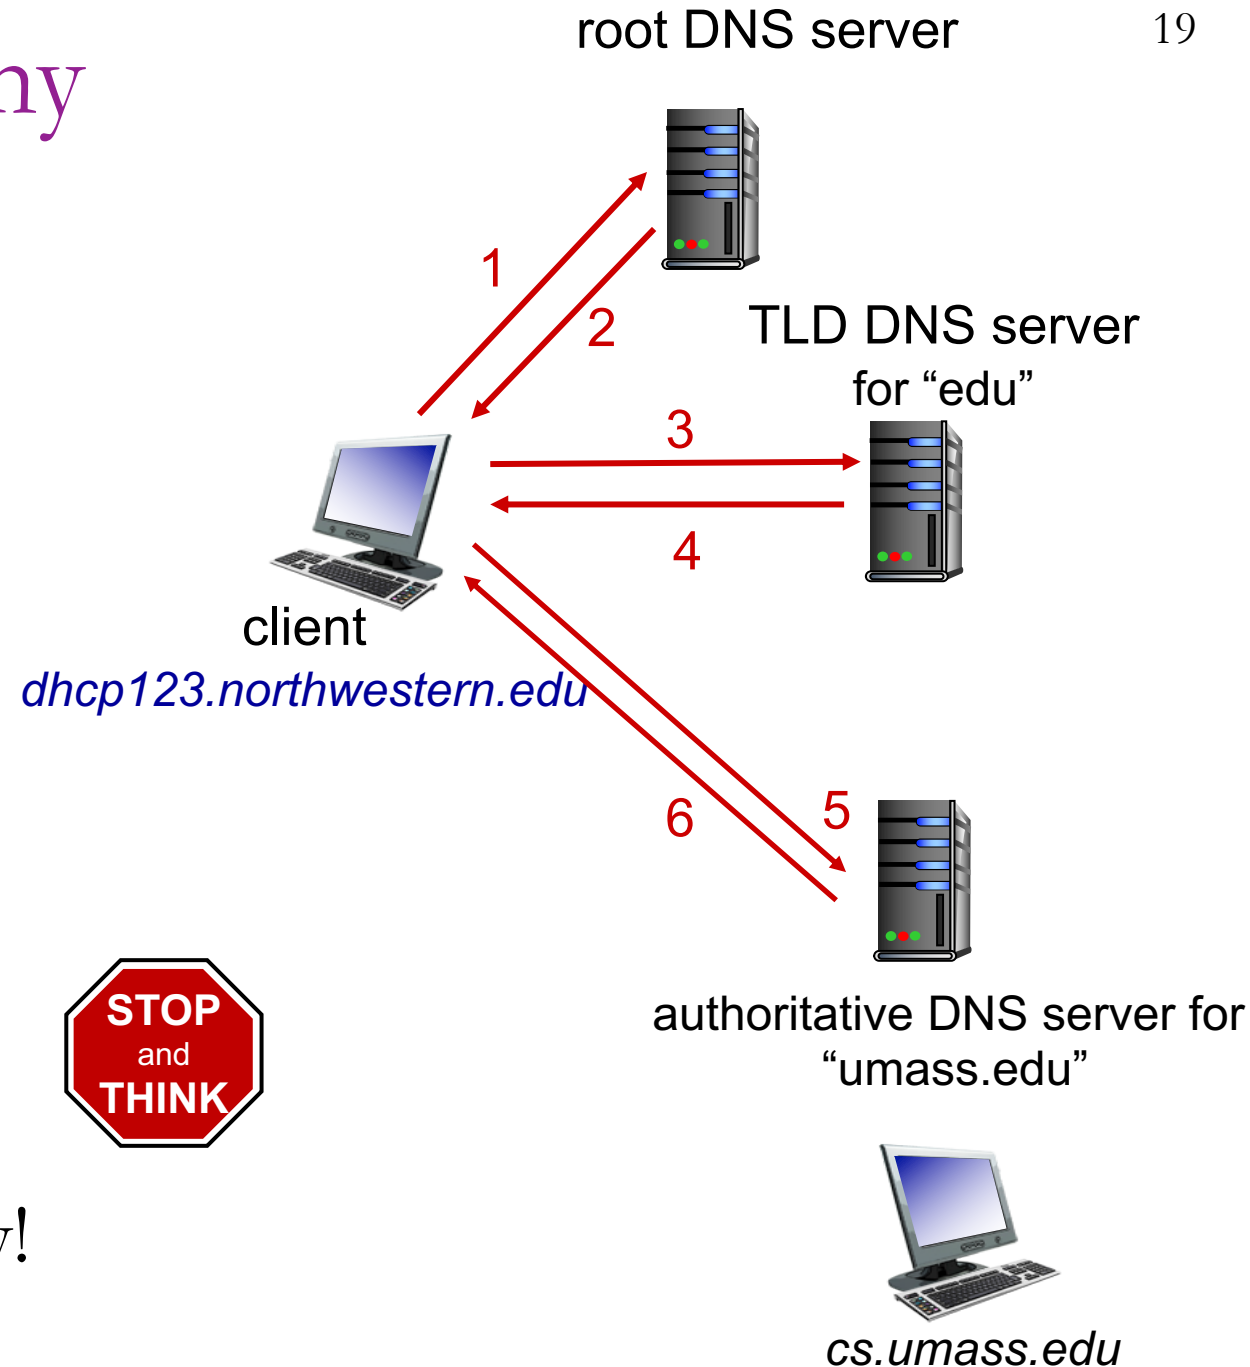 root DNS server
19
1
2
TLD DNS server
for “edu”
3
4
client
dhcp123.northwestern.edu
5
6
STOP
and
THINK
authoritative DNS server for
“umass.edu”
cs.umass.edu